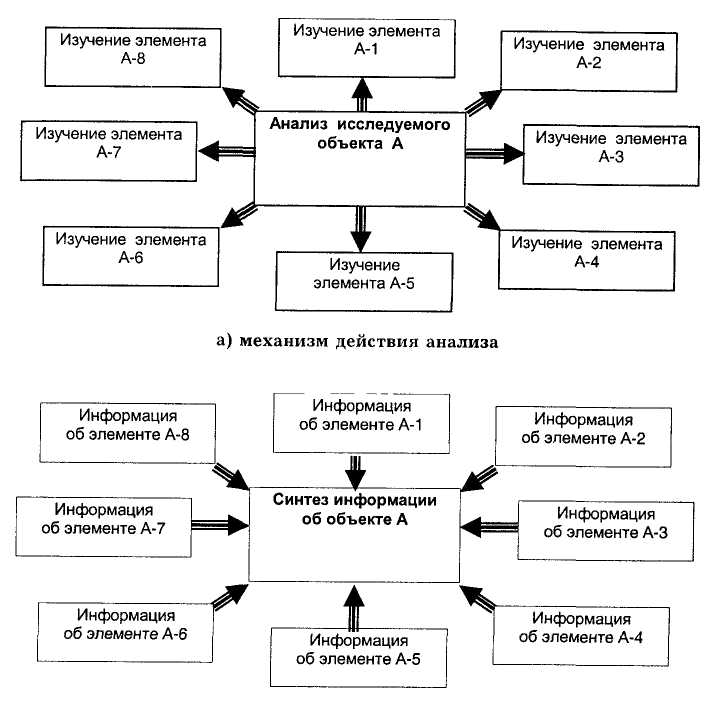 Изучение элемента
А-8
Изучение элемента
А-1
Изучение элемента
А-2
Изучение элемента
А-7
Анализ исследуемого
объекта А
Изучение элемента
А-3
Изучение элемента
А-6
Изучение
элемента А-5
Изучение элемента
А-4
а) механизм действия анализа
Информация
об элементе А-8
Информация
об элементе А-1
Информация
об элементе А-2
Информация
об элементе А-7
Синтез информации
об объекте А
Информация
об элементе А-3
Информация
об элементе А-6
Информация
об элементе А-5
Информация
об элементе А-4